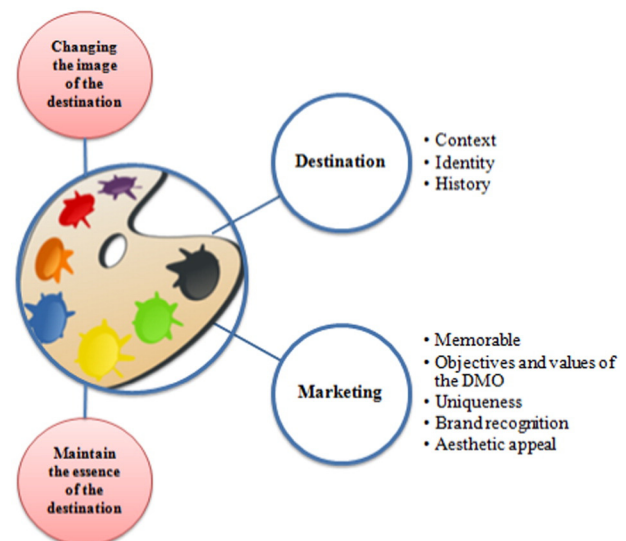 Changing
the image
of the
destination
Destination
• Context
• Identity
• History
Marketing
• Memorable
• Objectives and values of
the DMO
• Uniqueness
• Brand recognition
• Aesthetic appeal
Maintain
the essence
of the
destination